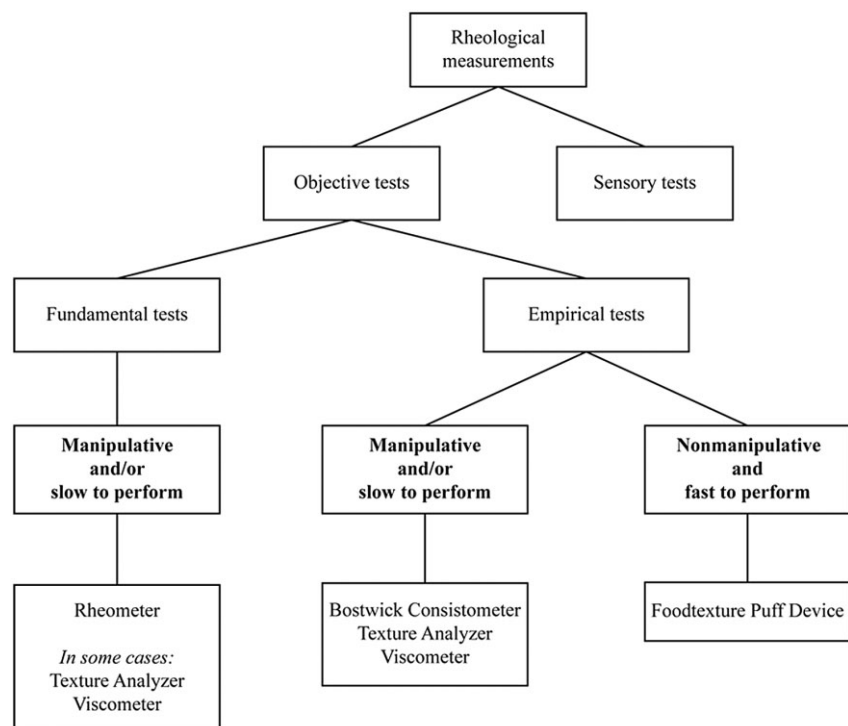 Rheological
measurements
Objective tests
Sensory tests
Fundamental tests
Empirical tests
Manipulative
and/or
slow to perform
Manipulative
and/or
slow to perform
Nonmanipulative
and
fast to perform
Rheometer
In some cases:
Texture Analyzer
Viscometer
Bostwick Consistometer
Texture Analyzer
Viscometer
Foodtexture Puff Device